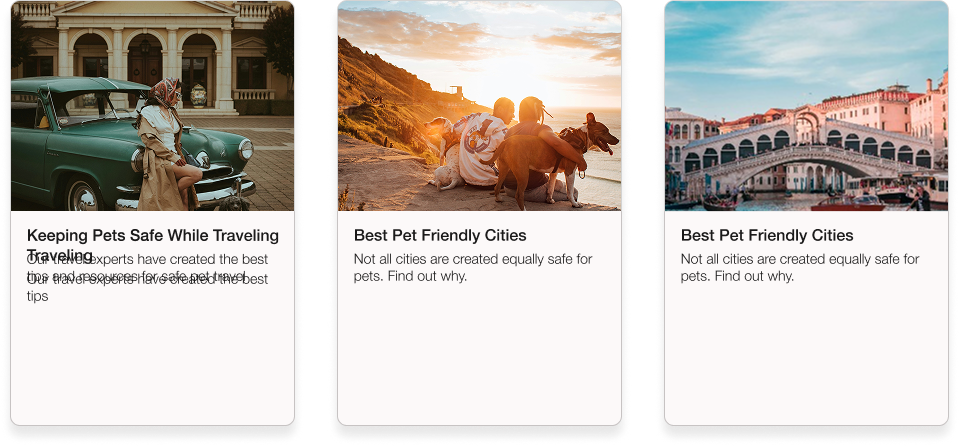 Keeping Pets Safe While Traveling
Traveling
Our travel experts have created the best
tips and resources for safe pet travel
Our travel experts have created the best
tips
Best Pet Friendly Cities
Not all cities are created equally safe for
pets. Find out why.
Best Pet Friendly Cities
Not all cities are created equally safe for
pets. Find out why.